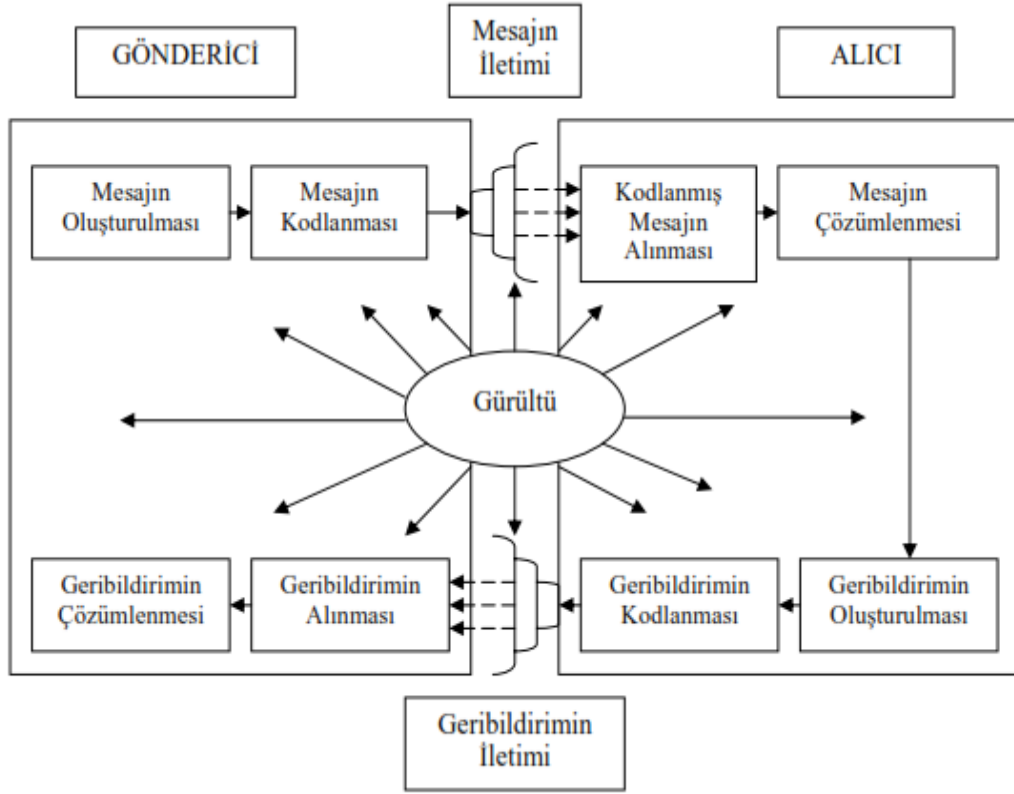 GÖNDERİCİ
Mesajın
İletimi
ALICI
Mesajın
Oluşturulması
Mesajın
Kodlanması
Kodlanmış
Mesajın
Alınması
Mesajın
Çözümlenmesi
Gürültü
Geribildirimin
Çözümlenmesi
Geribildirimin
Alınması
Geribildirimin
Kodlanması
Geribildirimin
Oluşturulması
Geribildirimin
İletimi